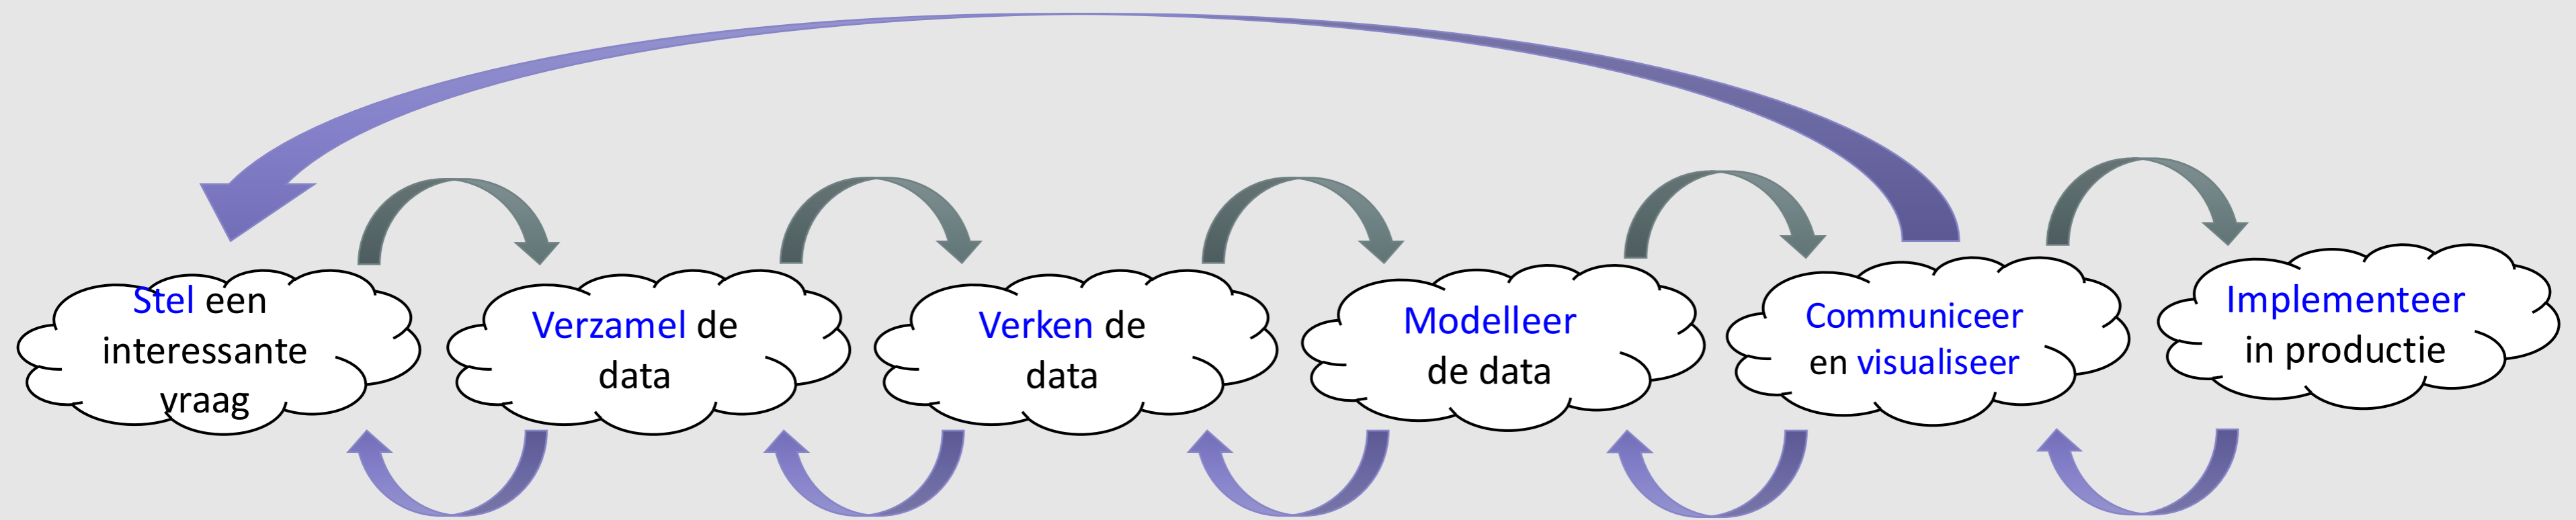 Stel een
interessante
vraag
Verzamel de
data
Verken de
data
Modelleer
de data
Communiceer
en visualiseer
Implementeer
in productie